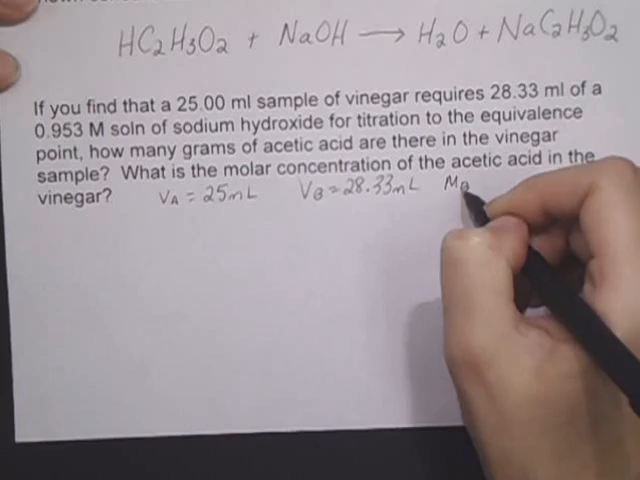 HC₂H₃O₂ + NaOH → H₂O + NaC₂H₃O₂
If you find that a 25.00 ml sample of vinegar requires 28.33 ml of a
0.953 M soln of sodium hydroxide for titration to the equivalence
point, how many grams of acetic acid are there in the vinegar
sample? What is the molar concentration of the acetic acid in the
vinegar? V_A = 25mL V_B = 28.33mL M_B